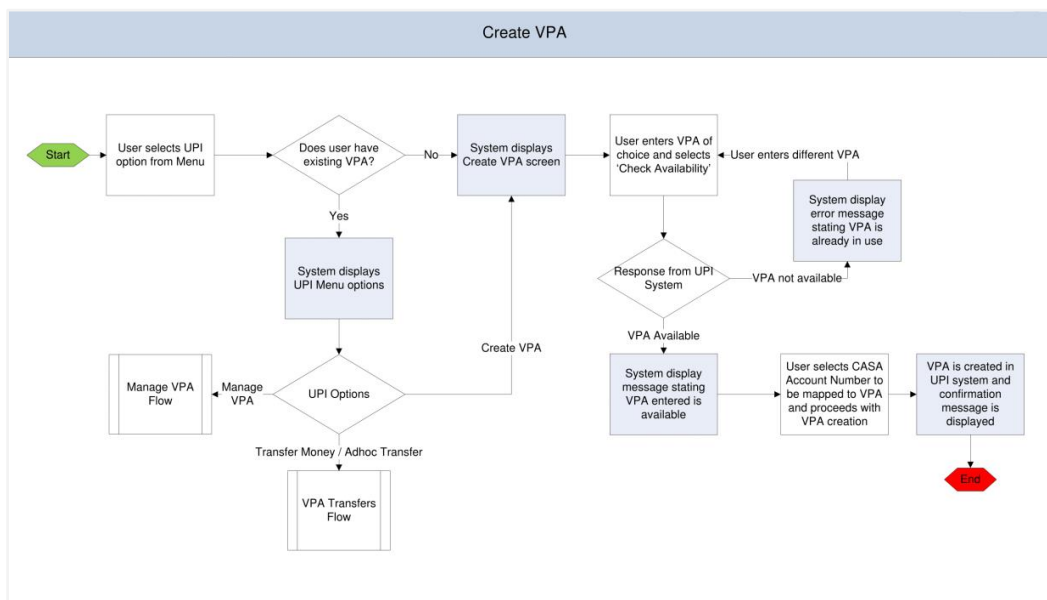 Create VPA
Start
User selects UPI
option from Menu
Does user have
existing VPA?
No
System displays
Create VPA screen
User enters VPA of
choice and selects
‘Check Availability’
User enters different VPA
System display
error message
stating VPA is
already in use
Yes
System displays
UPI Menu options
Response from UPI
System
VPA not available
VPA Available
Create VPA
Manage VPA
Flow
Manage
VPA
UPI Options
System display
message stating
VPA entered is
available
User selects CASA
Account Number to
be mapped to VPA
and proceeds with
VPA creation
VPA is created in
UPI system and
confirmation
message is
displayed
Transfer Money / Adhoc Transfer
VPA Transfers
Flow
End